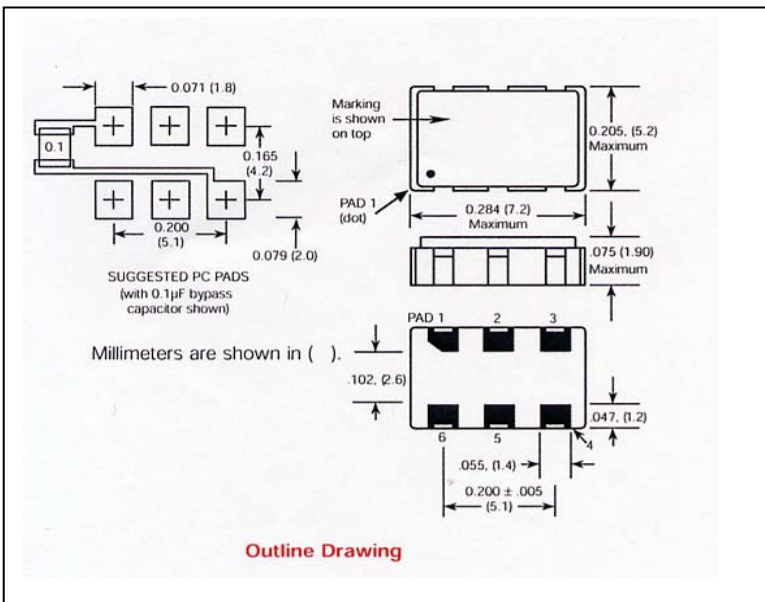 0.071 (1.8)
0.1
0.165
(4.2)
0.200
(5.1)
0.079 (2.0)
SUGGESTED PC PADS
(with 0.1µF bypass
capacitor shown)
Marking
is shown
on top
0.205, (5.2)
Maximum
PAD 1
(dot)
0.284 (7.2)
Maximum
.075 (1.90)
Maximum
Millimeters are shown in ( ).
PAD 1 2 3
.102, (2.6)
.047, (1.2)
6 5 4
.055, (1.4)
0.200 ± .005
(5.1)
Outline Drawing